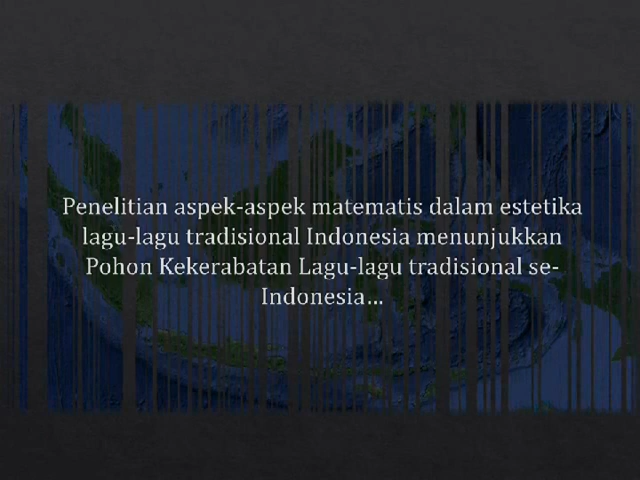 Penelitian aspek-aspek matematis dalam estetika
lagu-lagu tradisional Indonesia menunjukkan
Pohon Kekerabatan Lagu-lagu tradisional se-
Indonesia...